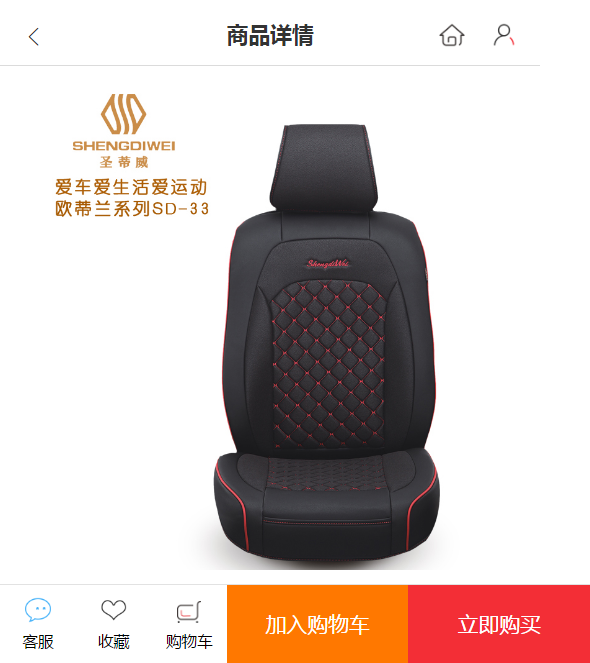 商品详情
SHENGDIWEI
圣蒂威
爱车爱生活爱运动
欧蒂兰系列SD-33
ShengdiWei
客服
收藏
购物车
加入购物车
立即购买